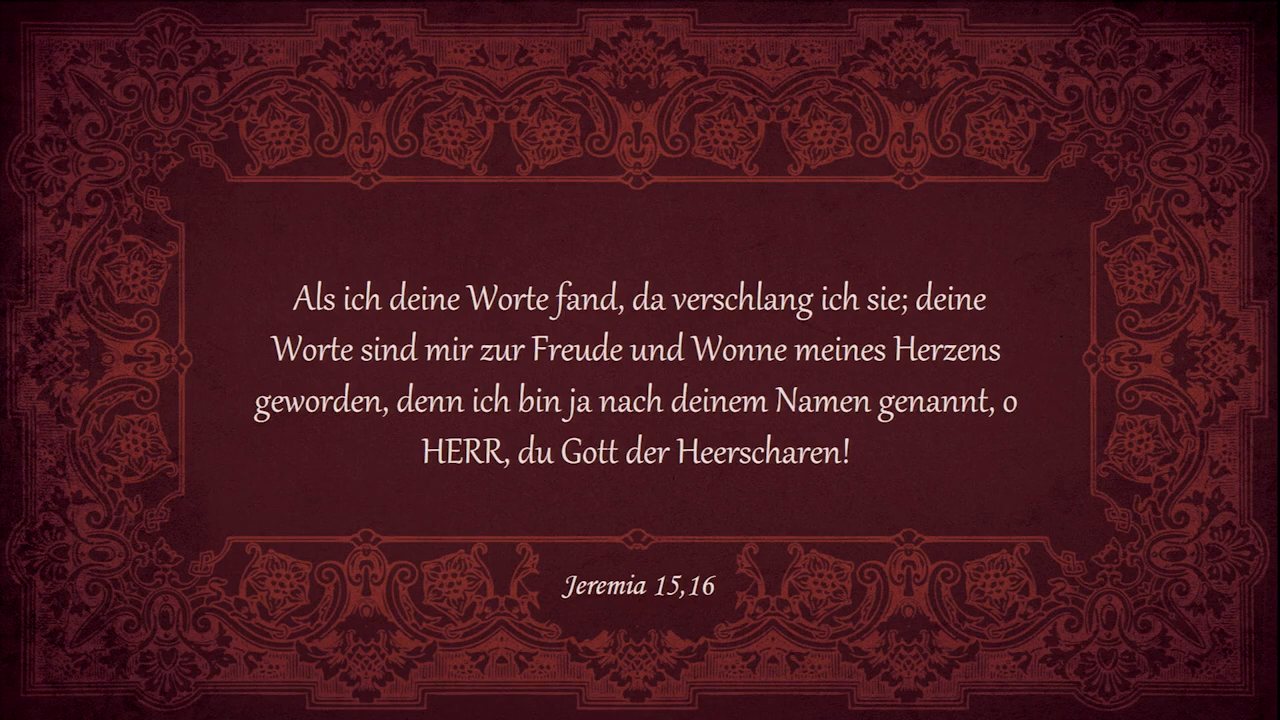 Als ich deine Worte fand, da verschlang ich sie; deine
Worte sind mir zur Freude und Wonne meines Herzens
geworden, denn ich bin ja nach deinem Namen genannt, o
HERR, du Gott der Heerscharen!
Jeremia 15,16